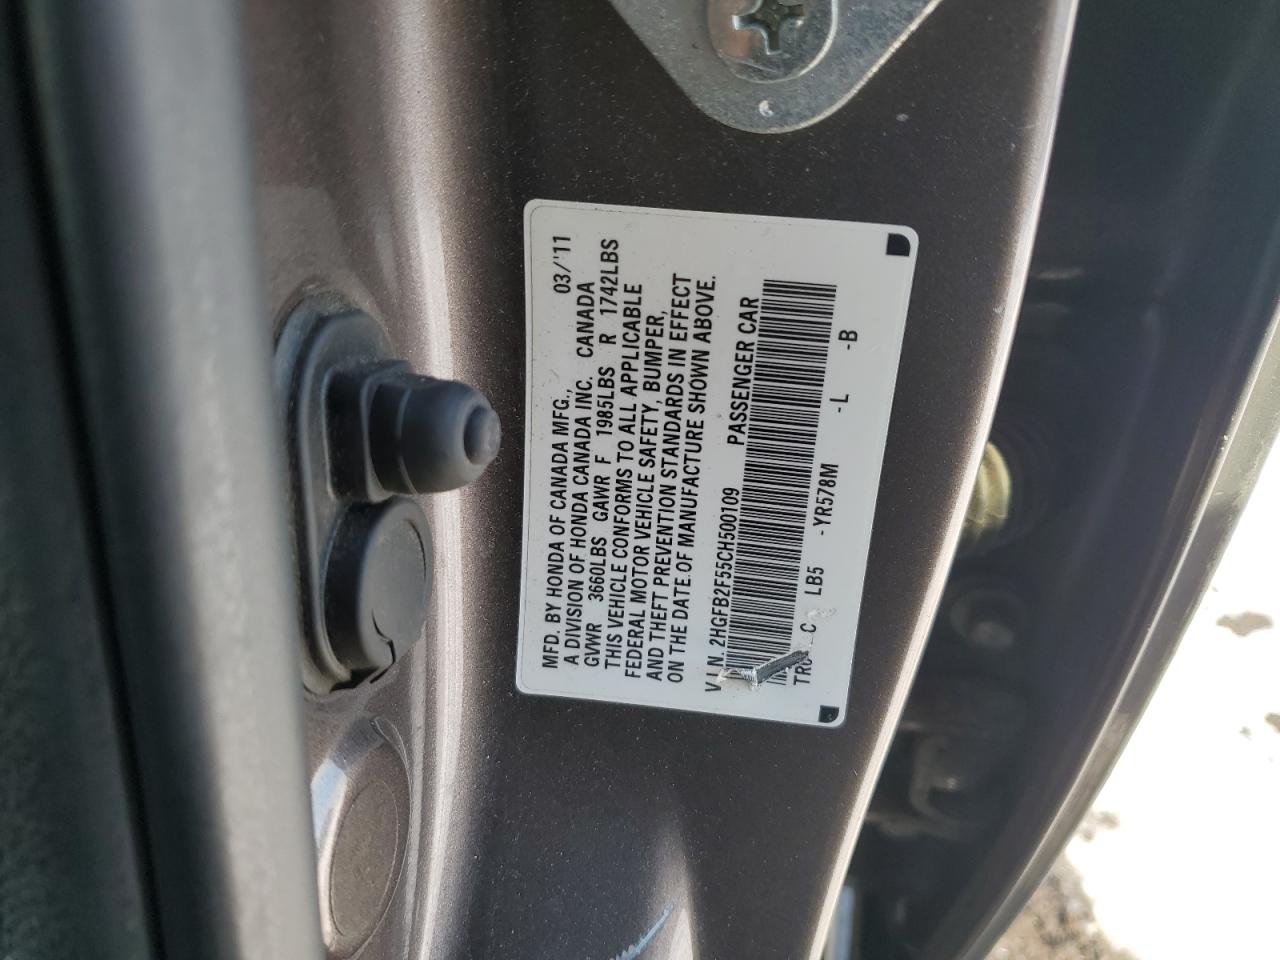 MFD. BY HONDA OF CANADA MFG., 03/'11
A DIVISION OF HONDA CANADA INC. CANADA
GVWR 3660LBS GAWR F 1985LBS R 1742LBS
THIS VEHICLE CONFORMS TO ALL APPLICABLE
FEDERAL MOTOR VEHICLE SAFETY, BUMPER,
AND THEFT PREVENTION STANDARDS IN EFFECT
ON THE DATE OF MANUFACTURE SHOWN ABOVE.
V.I.N. 2HGFB2F55CH500109 PASSENGER CAR
C LB5 -YR578M -L -B